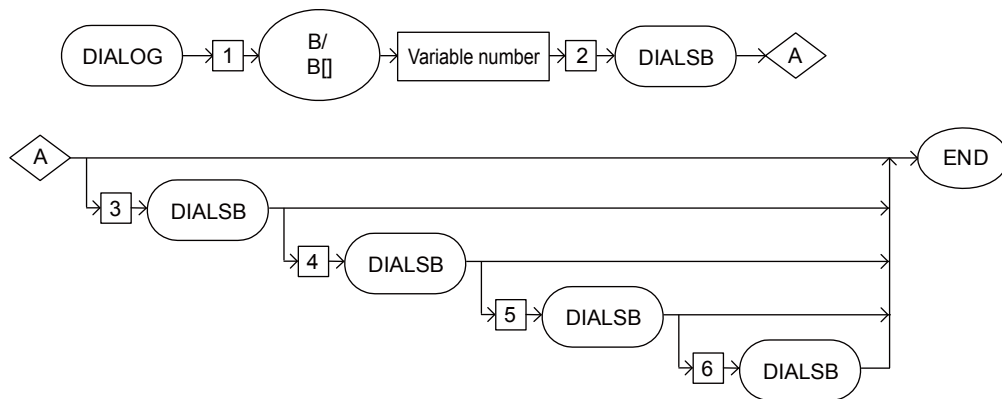 DIALOG 1 B/ Variable number 2 DIALSB A
B[]
A END
3 DIALSB
4 DIALSB
5 DIALSB
6 DIALSB